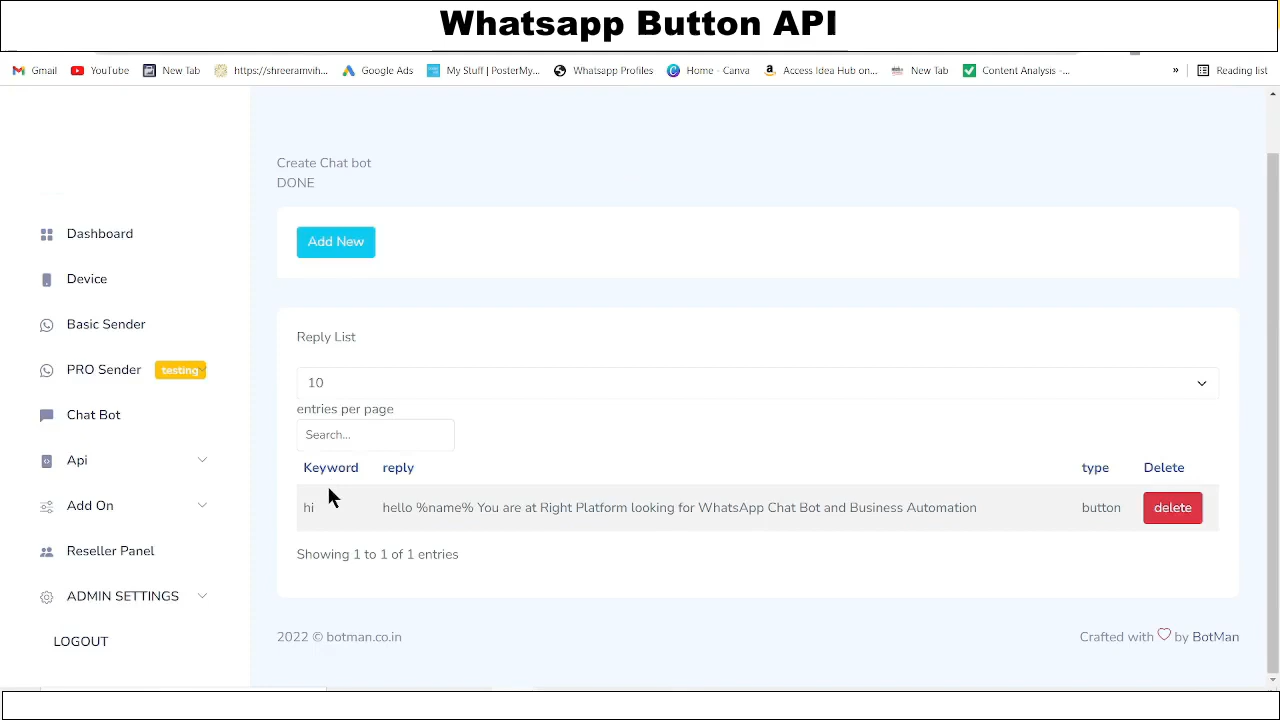 Whatsapp Button API
Gmail YouTube New Tab https://shreeramvih... Google Ads My Stuff | PosterMy... Whatsapp Profiles Home - Canva Access Idea Hub on... New Tab Content Analysis -... » Reading list
Create Chat bot
DONE
Dashboard
Add New
Device
Basic Sender
Reply List
PRO Sender testing
10
entries per page
Chat Bot
Search...
Api
Keyword reply type Delete
Add On
hi hello %name% You are at Right Platform looking for WhatsApp Chat Bot and Business Automation button delete
Reseller Panel
Showing 1 to 1 of 1 entries
ADMIN SETTINGS
LOGOUT
2022 © botman.co.in Crafted with ♡ by BotMan